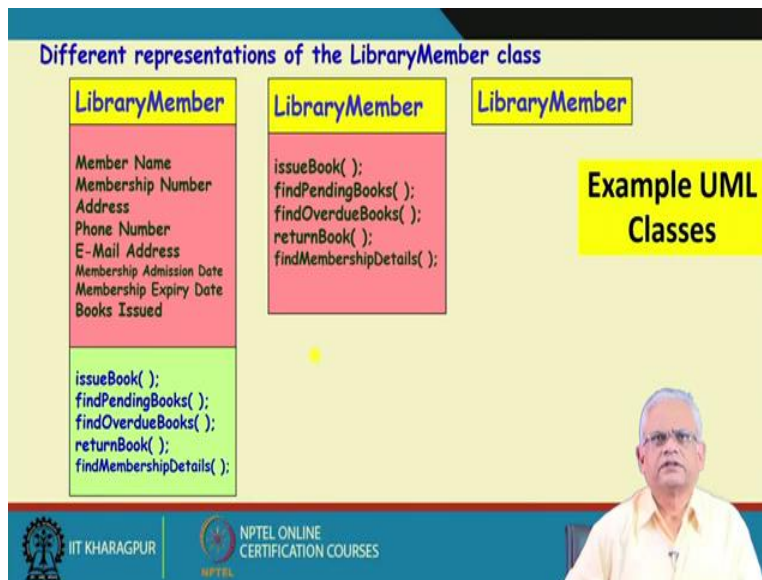 Different representations of the LibraryMember class
LibraryMember
Member Name
Membership Number
Address
Phone Number
E-Mail Address
Membership Admission Date
Membership Expiry Date
Books Issued
issueBook( );
findPendingBooks( );
findOverdueBooks( );
returnBook( );
findMembershipDetails( );
LibraryMember
issueBook( );
findPendingBooks( );
findOverdueBooks( );
returnBook( );
findMembershipDetails( );
LibraryMember
Example UML
Classes
IIT KHARAGPUR
NPTEL
NPTEL ONLINE
CERTIFICATION COURSES